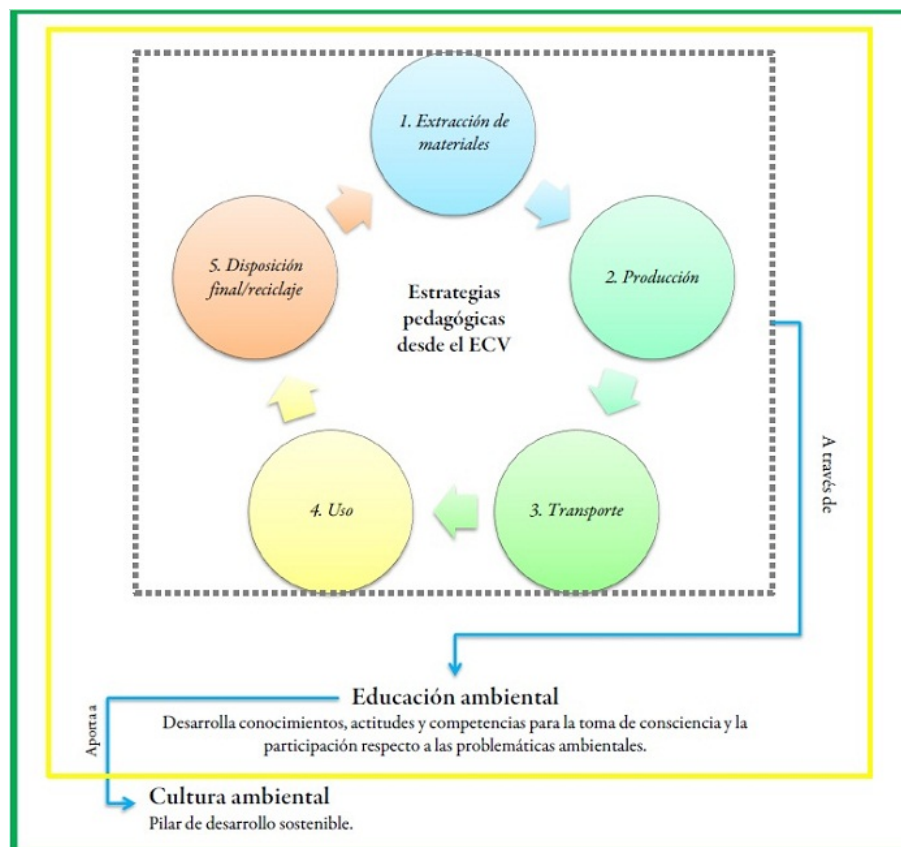 1. Extracción de
materiales
2. Producción
3. Transporte
4. Uso
5. Disposición
final/reciclaje
Estrategias
pedagógicas
desde el ECV
A través de
Educación ambiental
Desarrolla conocimientos, actitudes y competencias para la toma de consciencia y la
participación respecto a las problemáticas ambientales.
Aporta a
Cultura ambiental
Pilar de desarrollo sostenible.